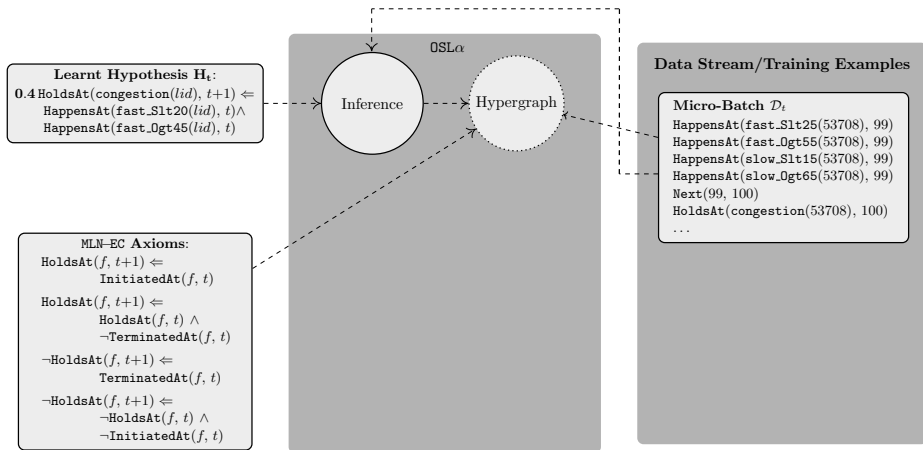 OSLα
Learnt Hypothesis H_t:
0.4 HoldsAt(congestion(lid), t+1) ⇐
HappensAt(fast_Slt20(lid), t)∧
HappensAt(fast_Ogt45(lid), t)
Inference
Hypergraph
Data Stream/Training Examples
Micro-Batch 𝒟_t
HappensAt(fast_Slt25(53708), 99)
HappensAt(fast_Ogt55(53708), 99)
HappensAt(slow_Slt15(53708), 99)
HappensAt(slow_Ogt65(53708), 99)
Next(99, 100)
HoldsAt(congestion(53708), 100)
...
MLN–EC Axioms:
HoldsAt(f, t+1) ⇐
InitiatedAt(f, t)
HoldsAt(f, t+1) ⇐
HoldsAt(f, t) ∧
¬TerminatedAt(f, t)
¬HoldsAt(f, t+1) ⇐
TerminatedAt(f, t)
¬HoldsAt(f, t+1) ⇐
¬HoldsAt(f, t) ∧
¬InitiatedAt(f, t)